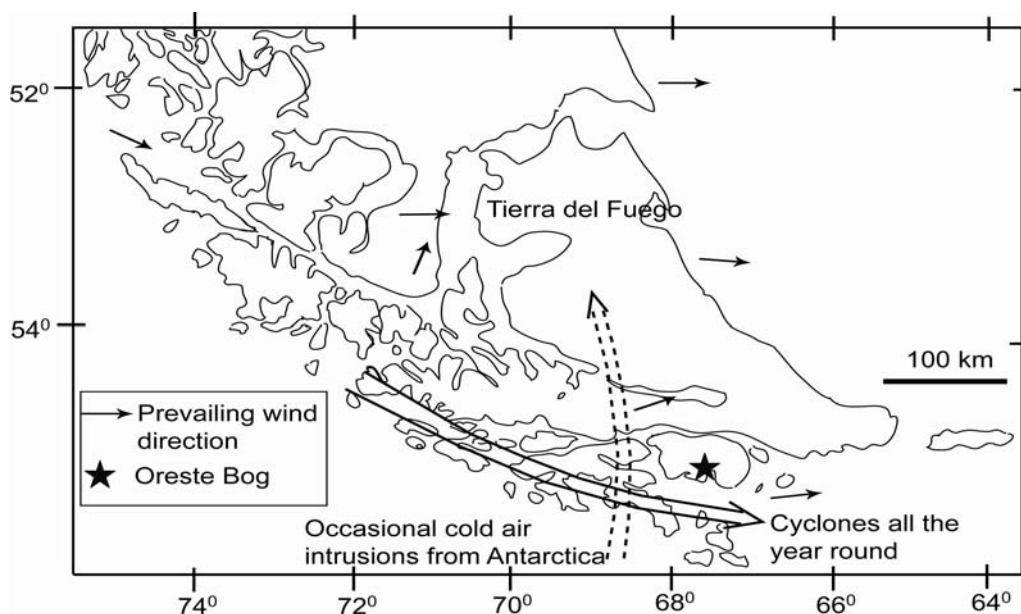 52⁰
Tierra del Fuego
54⁰
100 km
Prevailing wind
direction
Oreste Bog
Occasional cold air
intrusions from Antarctica
Cyclones all the
year round
74⁰
72⁰
70⁰
68⁰
66⁰
64⁰